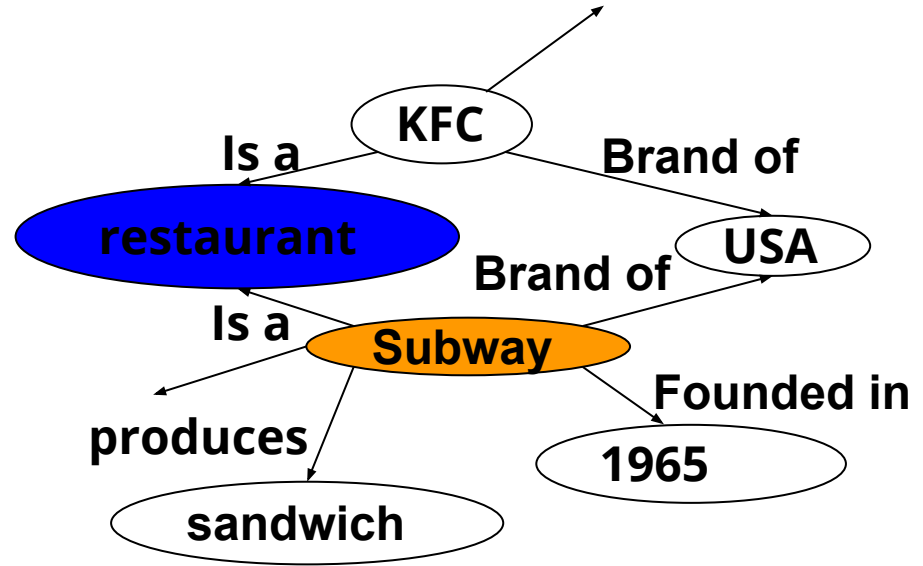 KFC
Is a
Brand of
restaurant
USA
Brand of
Is a
Subway
Founded in
produces
1965
sandwich